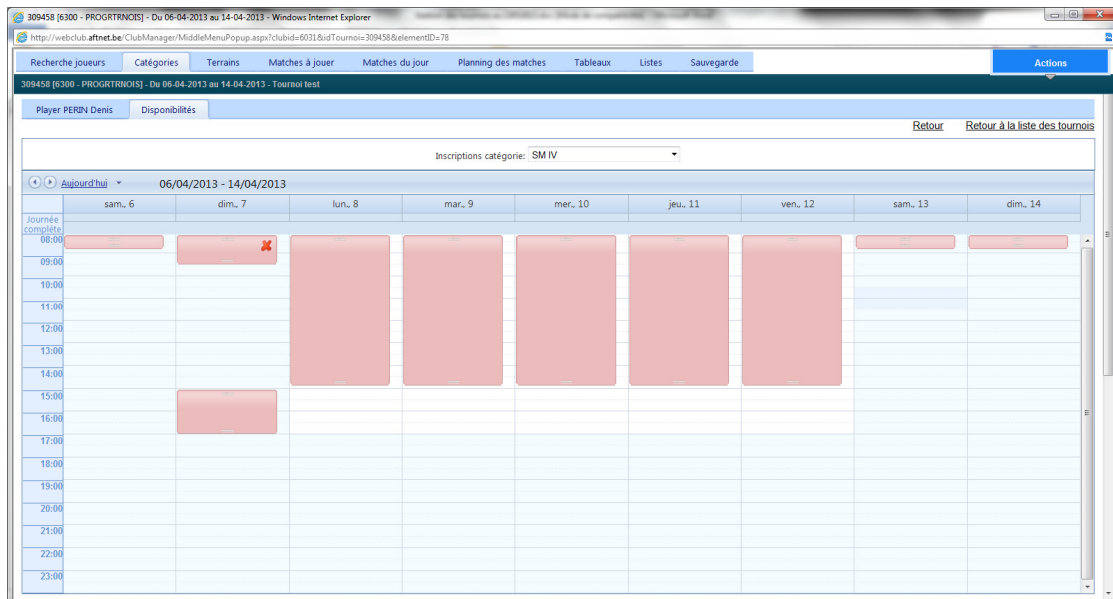 309458 [6300 - PROGRTRNOIS] - Du 06-04-2013 au 14-04-2013 - Windows Internet Explorer
http://webclub.aftnet.be/ClubManager/MiddleMenuPopup.aspx?clubid=6031&idTournoi=309458&elementID=78
Recherche joueurs Catégories Terrains Matches à jouer Matches du jour Planning des matches Tableaux Listes Sauvegarde Actions
309458 [6300 - PROGRTRNOIS] - Du 06-04-2013 au 14-04-2013 - Tournoi test
Player PERIN Denis Disponibilités
Retour Retour à la liste des tournois
Inscriptions catégorie: SM IV
Aujourd'hui 06/04/2013 - 14/04/2013
sam., 6 dim., 7 lun., 8 mar., 9 mer., 10 jeu., 11 ven., 12 sam., 13 dim., 14
Journée
complète
08:00
09:00
10:00
11:00
12:00
13:00
14:00
15:00
16:00
17:00
18:00
19:00
20:00
21:00
22:00
23:00